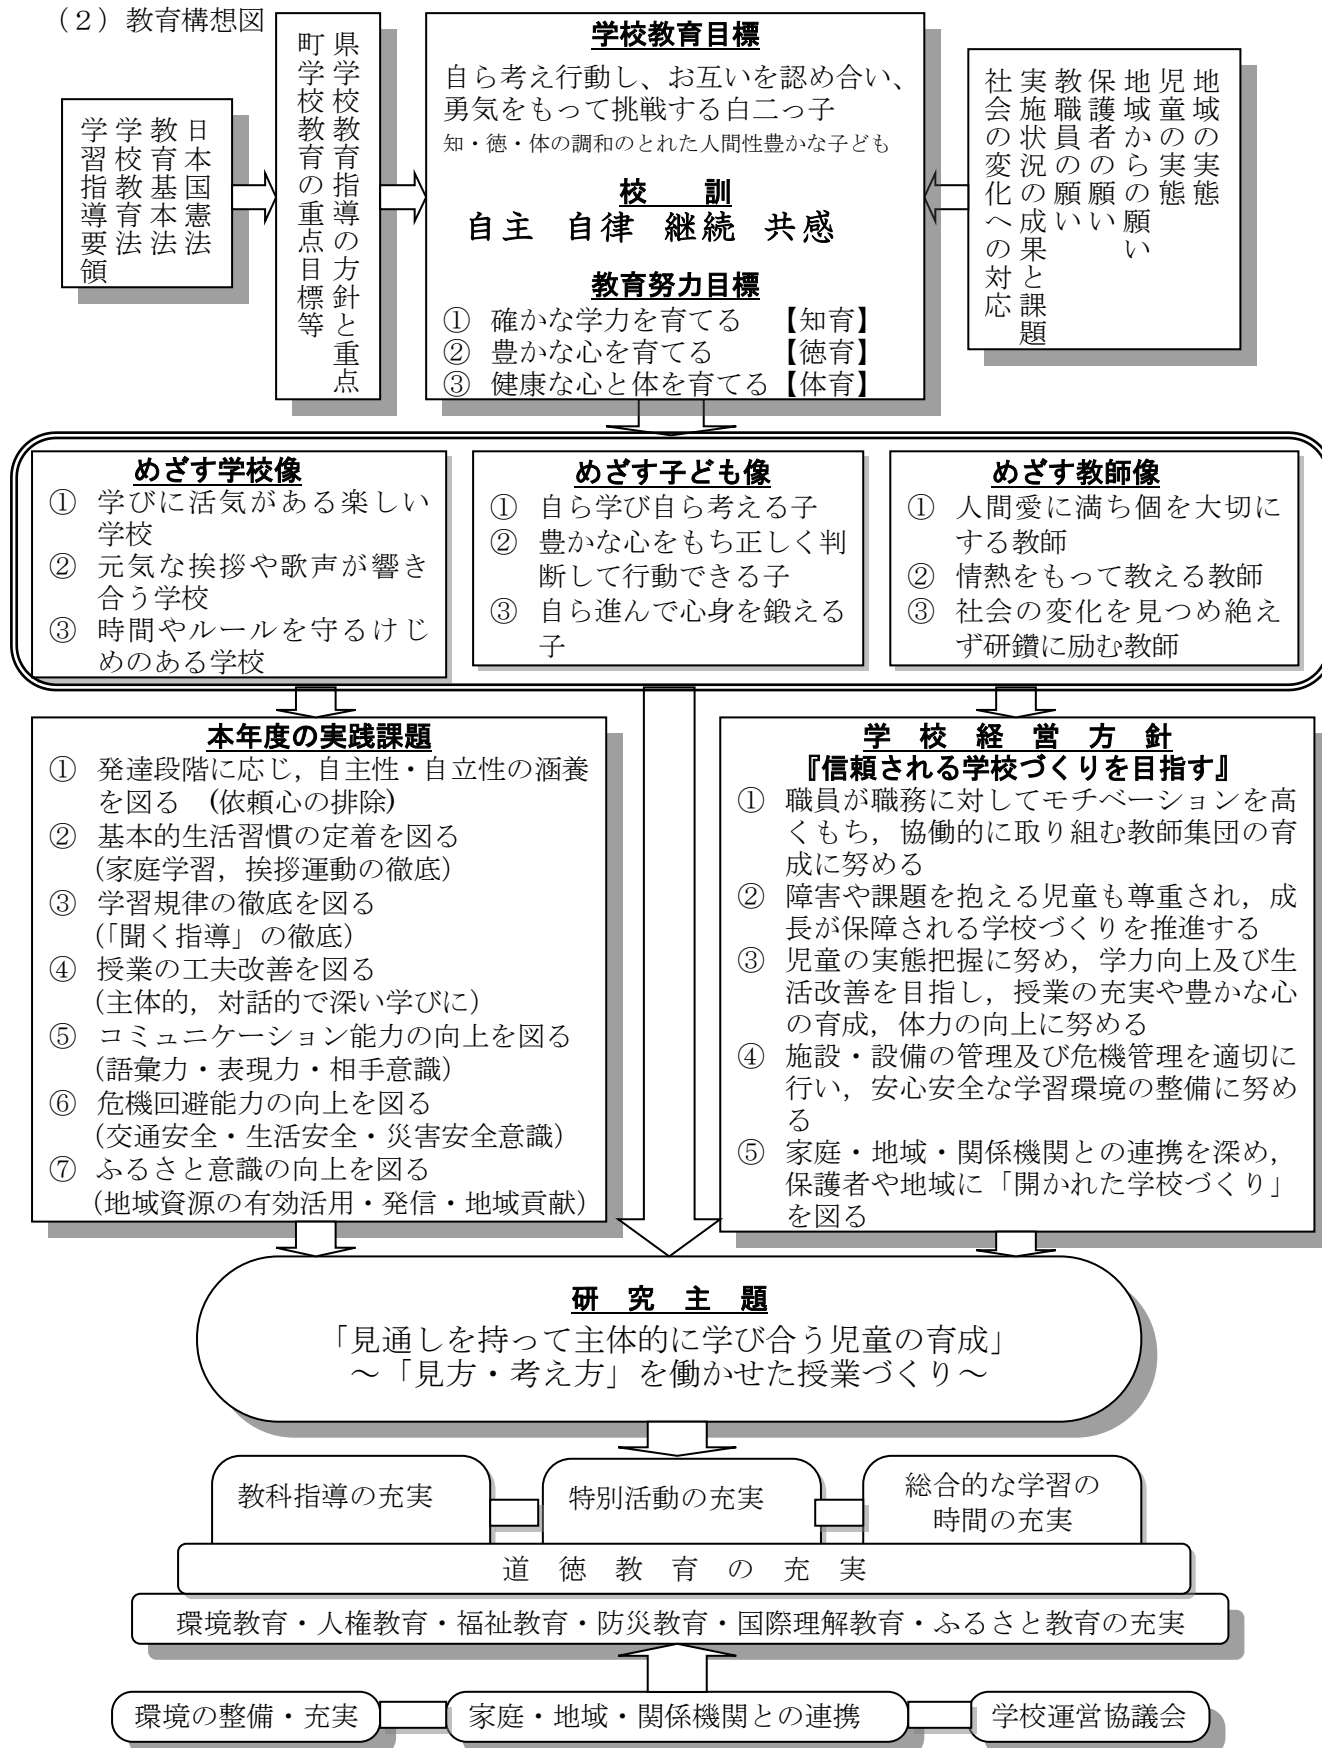 （２）教育構想図
日本国憲法
教育基本法
学校教育法
学習指導要領
県学校教育指導の方針と重点
町学校教育の重点目標等
学校教育目標
自ら考え行動し、お互いを認め合い、
勇気をもって挑戦する白二っ子
知・徳・体の調和のとれた人間性豊かな子ども
校　訓
自主　自律　継続　共感
教育努力目標
①　確かな学力を育てる　【知育】
②　豊かな心を育てる　　【徳育】
③　健康な心と体を育てる【体育】
地域の実態
児童の実態
地域からの願い
保護者の願い
教職員の願い
実施状況の成果と課題
社会の変化への対応
めざす学校像
①　学びに活気がある楽しい
学校
②　元気な挨拶や歌声が響き
合う学校
③　時間やルールを守るけじ
めのある学校
めざす子ども像
①　自ら学び自ら考える子
②　豊かな心をもち正しく判
断して行動できる子
③　自ら進んで心身を鍛える
子
めざす教師像
①　人間愛に満ち個を大切に
する教師
②　情熱をもって教える教師
③　社会の変化を見つめ絶え
ず研鑽に励む教師
本年度の実践課題
①　発達段階に応じ，自主性・自立性の涵養
を図る　(依頼心の排除)
②　基本的生活習慣の定着を図る
（家庭学習，挨拶運動の徹底）
③　学習規律の徹底を図る
（「聞く指導」の徹底）
④　授業の工夫改善を図る
（主体的，対話的で深い学びに）
⑤　コミュニケーション能力の向上を図る
（語彙力・表現力・相手意識）
⑥　危機回避能力の向上を図る
（交通安全・生活安全・災害安全意識）
⑦　ふるさと意識の向上を図る
（地域資源の有効活用・発信・地域貢献）
学　校　経　営　方　針
『信頼される学校づくりを目指す』
①　職員が職務に対してモチベーションを高
くもち，協働的に取り組む教師集団の育
成に努める
②　障害や課題を抱える児童も尊重され，成
長が保障される学校づくりを推進する
③　児童の実態把握に努め，学力向上及び生
活改善を目指し，授業の充実や豊かな心
の育成，体力の向上に努める
④　施設・設備の管理及び危機管理を適切に
行い，安心安全な学習環境の整備に努め
る
⑤　家庭・地域・関係機関との連携を深め，
保護者や地域に「開かれた学校づくり」
を図る
研　究　主　題
「見通しを持って主体的に学び合う児童の育成」
～「見方・考え方」を働かせた授業づくり～
教科指導の充実
特別活動の充実
総合的な学習の
時間の充実
道　徳　教　育　の　充　実
環境教育・人権教育・福祉教育・防災教育・国際理解教育・ふるさと教育の充実
環境の整備・充実
家庭・地域・関係機関との連携
学校運営協議会